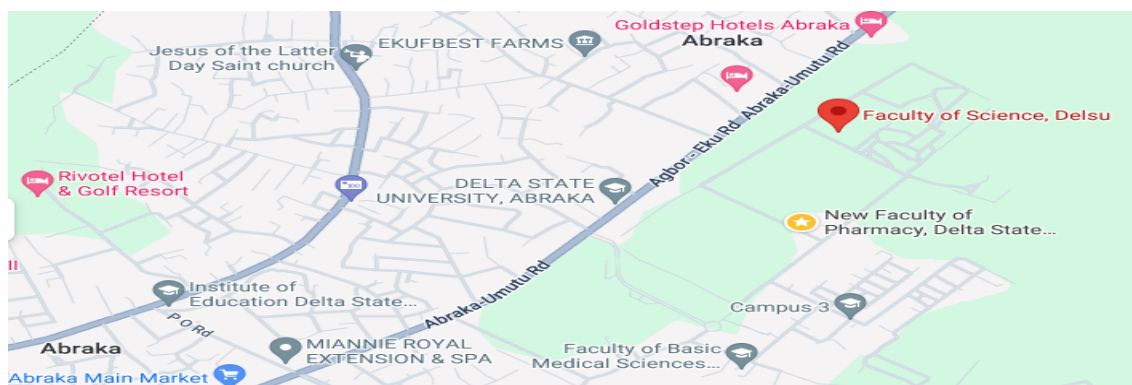 Goldstep Hotels Abraka
Abraka
Jesus of the Latter
Day Saint church
EKUFBEST FARMS
Agbor - Eku Rd
Abraka-Umutu Rd
Faculty of Science, Delsu
Rivotel Hotel
& Golf Resort
DELTA STATE
UNIVERSITY, ABRAKA
New Faculty of
Pharmacy, Delta State...
ll
Institute of
Education Delta State...
Abraka-Umutu Rd
Campus 3
P O Rd
Abraka
MIANNIE ROYAL
EXTENSION & SPA
Faculty of Basic
Medical Sciences...
Abraka Main Market